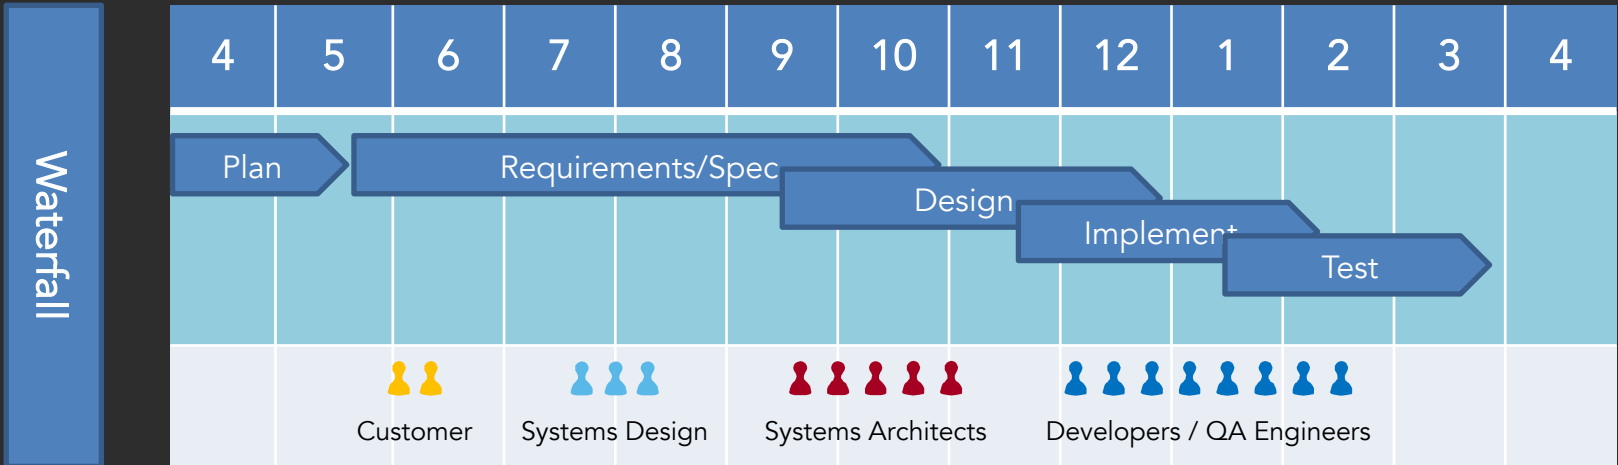 Waterfall
4 5 6 7 8 9 10 11 12 1 2 3 4
Plan
Requirements/Spec
Design
Implement
Test
Customer Systems Design Systems Architects Developers / QA Engineers